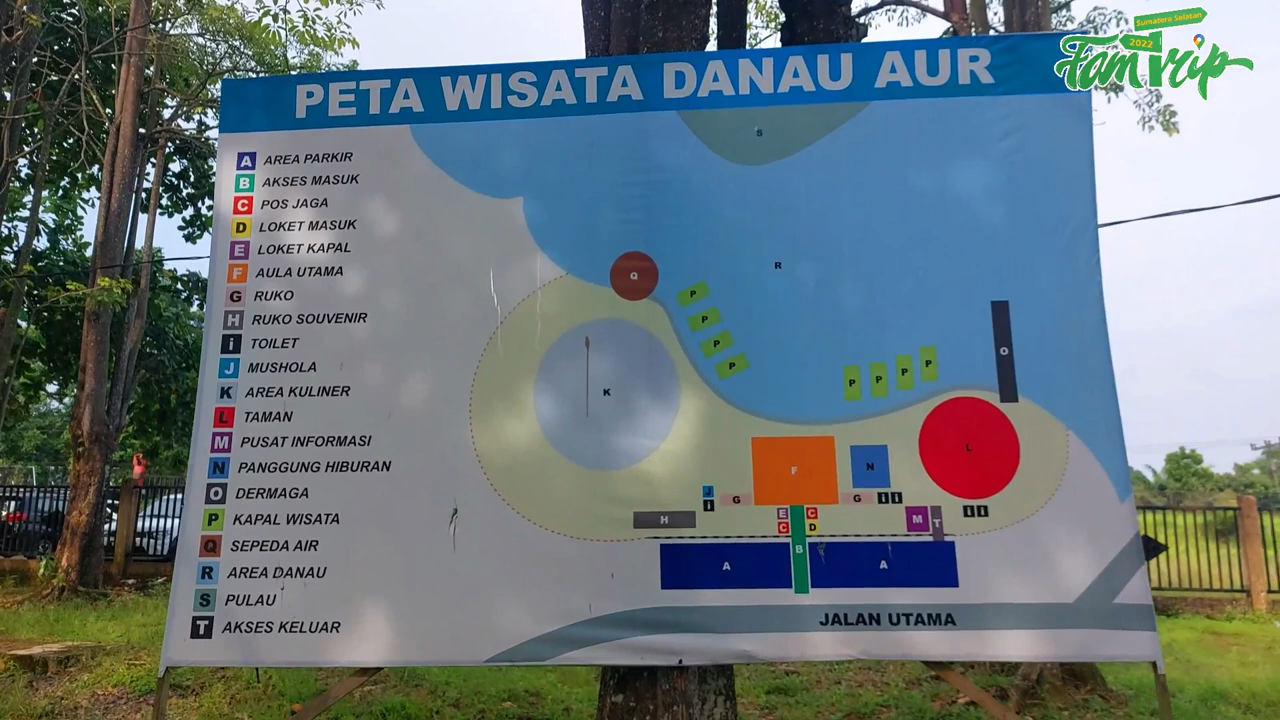 Sumatera Selatan
2022
FamTrip
PETA WISATA DANAU AUR
A AREA PARKIR
B AKSES MASUK
C POS JAGA
D LOKET MASUK
E LOKET KAPAL
F AULA UTAMA
G RUKO
H RUKO SOUVENIR
i TOILET
J MUSHOLA
K AREA KULINER
L TAMAN
M PUSAT INFORMASI
N PANGGUNG HIBURAN
O DERMAGA
P KAPAL WISATA
Q SEPEDA AIR
R AREA DANAU
S PULAU
T AKSES KELUAR
S
R
Q
P
P
P
P
P P P P
O
K
L
F
N
J
i
G
G
i i
H
E C
C D
M
T
i i
B
A
A
JALAN UTAMA